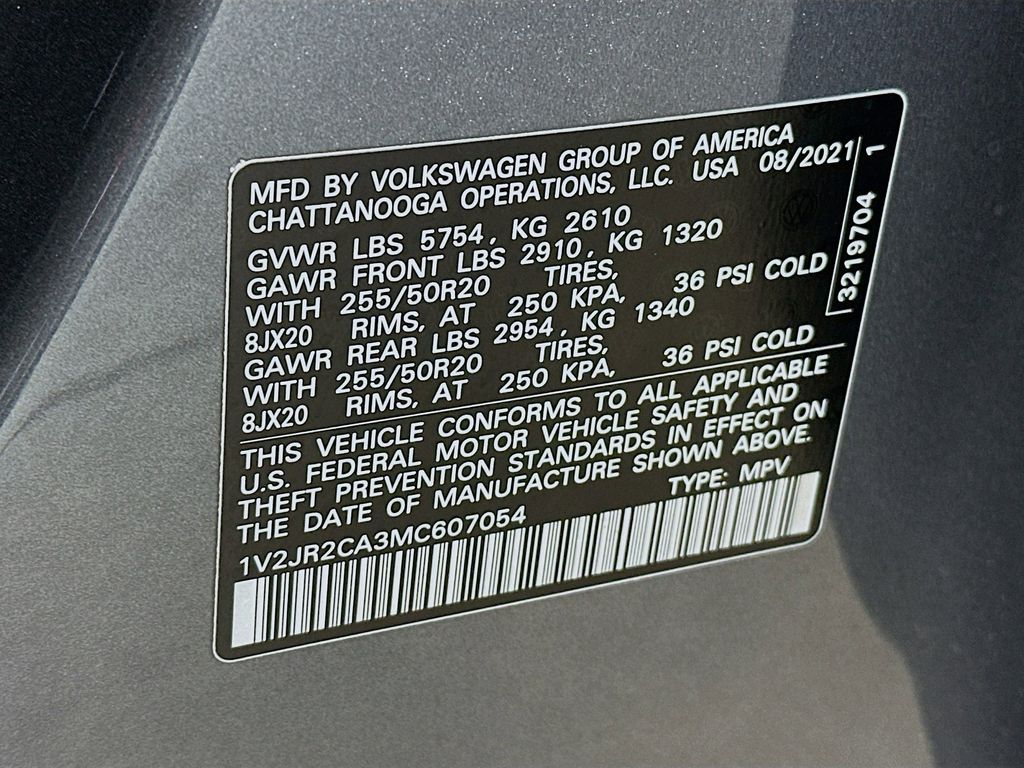 MFD BY VOLKSWAGEN GROUP OF AMERICA
CHATTANOOGA OPERATIONS, LLC. USA 08/2021
GVWR LBS 5754, KG 2610
GAWR FRONT LBS 2910, KG 1320
WITH 255/50R20 TIRES,
8JX20 RIMS, AT 250 KPA, 36 PSI COLD
GAWR REAR LBS 2954, KG 1340
WITH 255/50R20 TIRES,
8JX20 RIMS, AT 250 KPA, 36 PSI COLD
THIS VEHICLE CONFORMS TO ALL APPLICABLE
U.S. FEDERAL MOTOR VEHICLE SAFETY AND
THEFT PREVENTION STANDARDS IN EFFECT ON
THE DATE OF MANUFACTURE SHOWN ABOVE.
TYPE: MPV
1V2JR2CA3MC607054
3219704 1